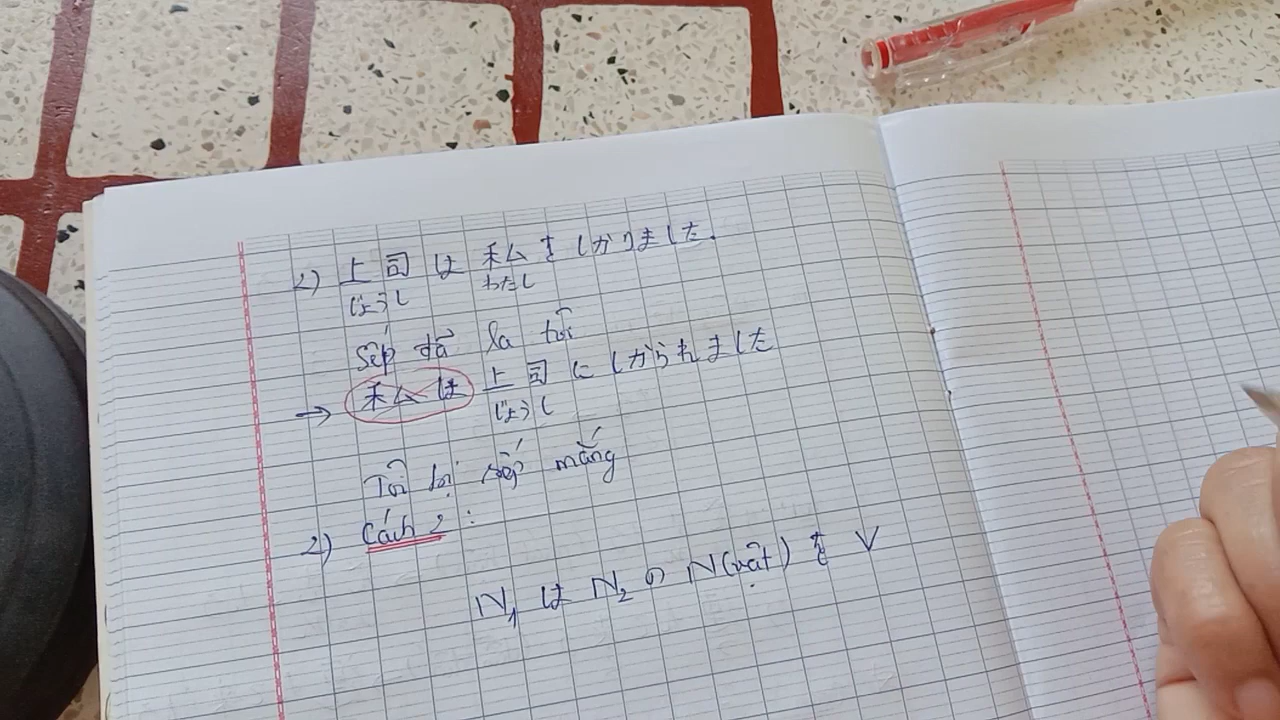 2) 上司は私をしかりました.
じょうし わたし
Sếp đã la tôi
→ 私は上司にしかられました
じょうし
Tôi bị sếp mắng
2) Cách 2:
N1 は N2 の N(vật) を V